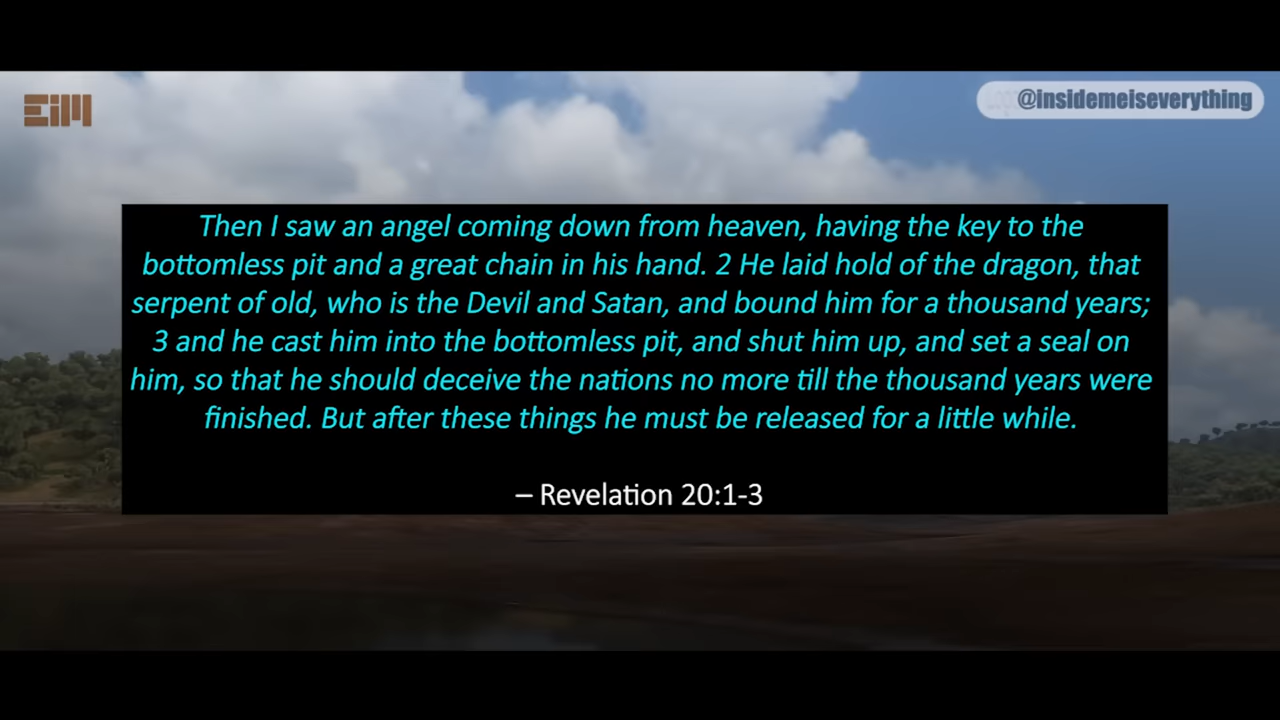 EiM
@insidemeiseverything
Then I saw an angel coming down from heaven, having the key to the
bottomless pit and a great chain in his hand. 2 He laid hold of the dragon, that
serpent of old, who is the Devil and Satan, and bound him for a thousand years;
3 and he cast him into the bottomless pit, and shut him up, and set a seal on
him, so that he should deceive the nations no more till the thousand years were
finished. But after these things he must be released for a little while.
– Revelation 20:1-3